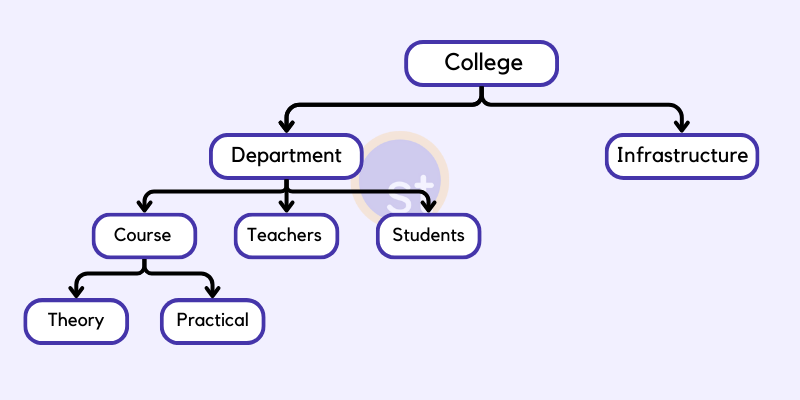 College
Department
Infrastructure
s+
Course
Teachers
Students
Theory
Practical